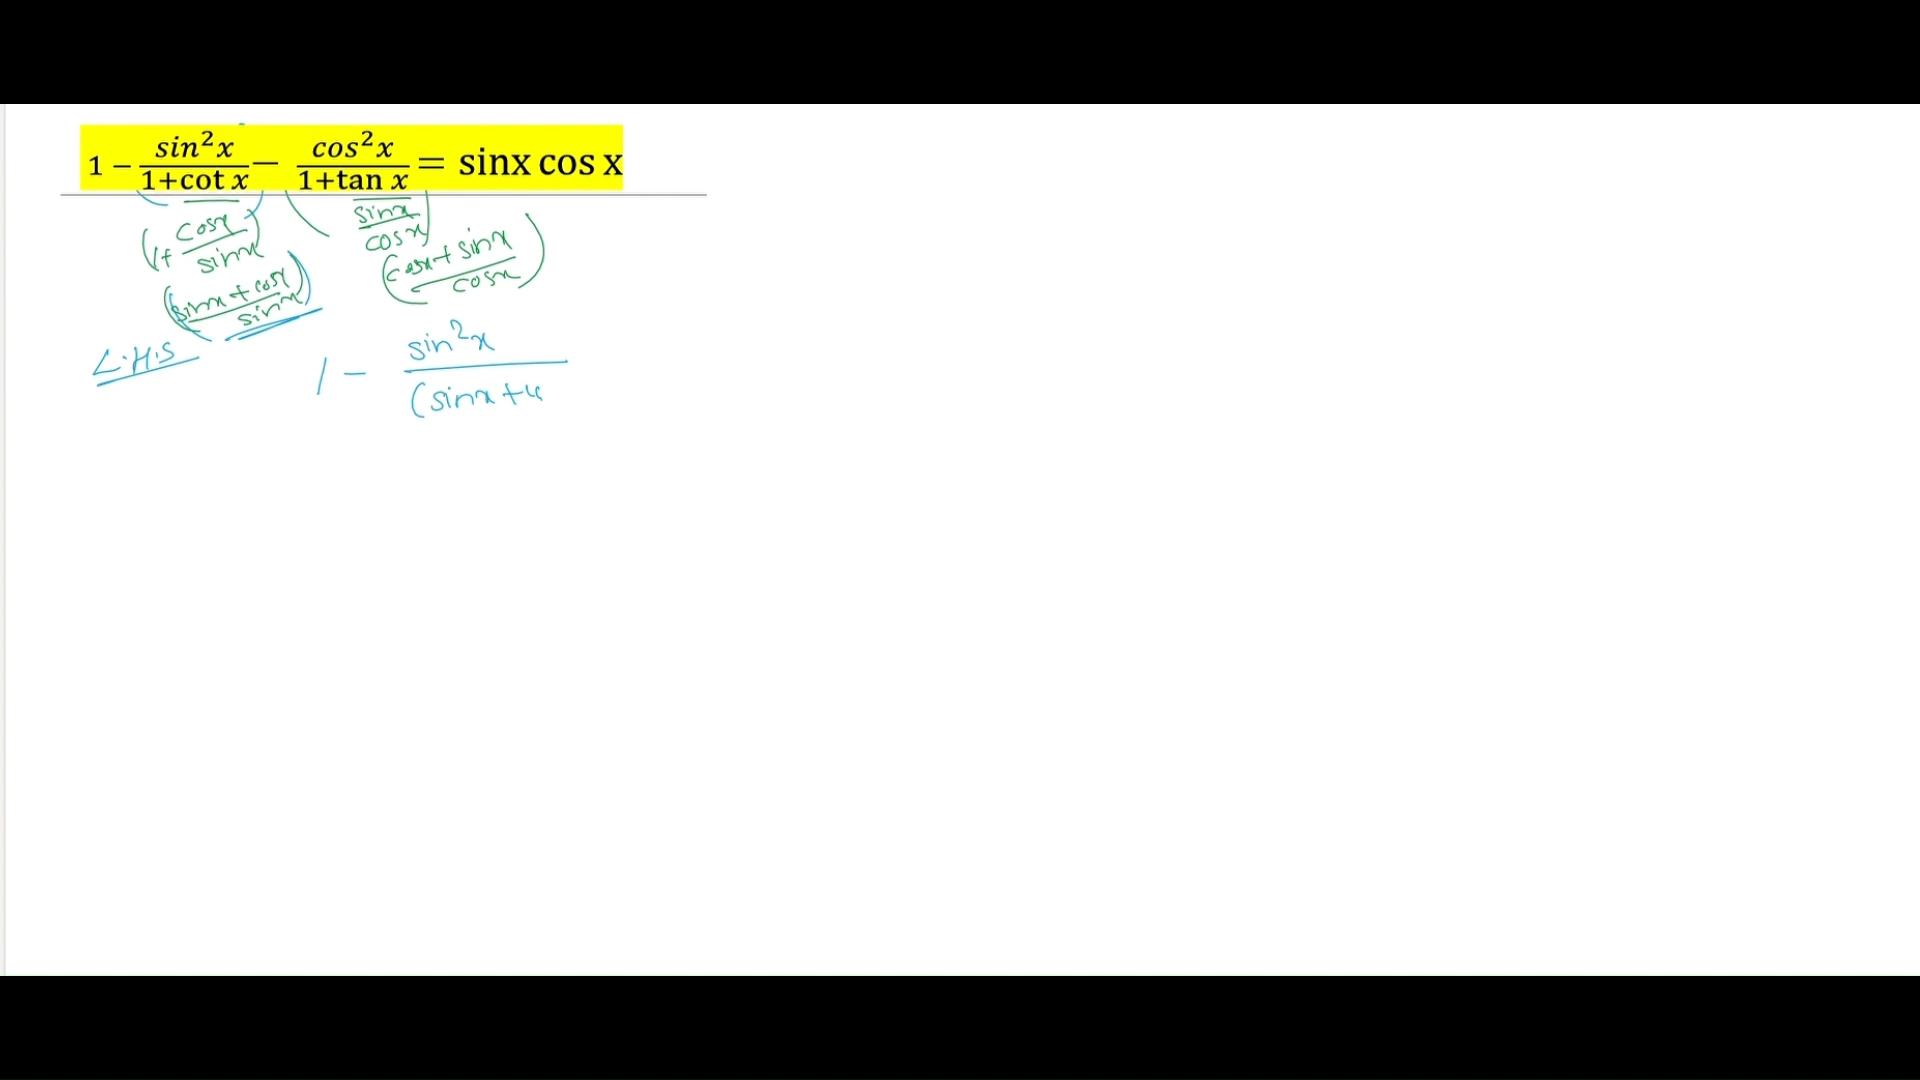 1 − sin²x/(1+cot x) − cos²x/(1+tan x) = sinx cos x
(1+ cosx/sinx) sinx/cosx)
(sinx + cosx / sinx) (cosx + sinx / cosx)
L.H.S 1 − sin²x / (sinx +